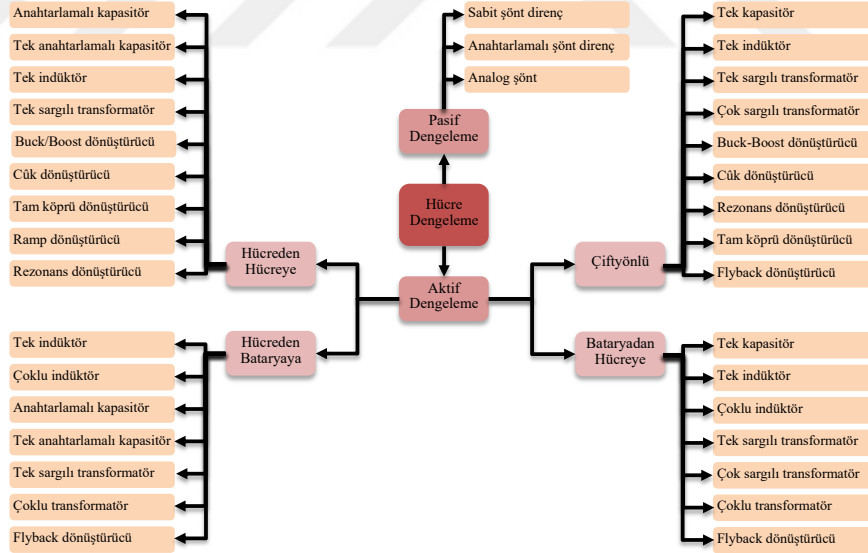 Anahtarlamalı kapasitör
Tek anahtarlamalı kapasitör
Tek indüktör
Tek sargılı transformatör
Buck/Boost dönüştürücü
Cûk dönüştürücü
Tam köprü dönüştürücü
Ramp dönüştürücü
Rezonans dönüştürücü
Hücreden
Hücreye
Sabit şönt direnç
Anahtarlamalı şönt direnç
Analog şönt
Pasif
Dengeleme
Hücre
Dengeleme
Aktif
Dengeleme
Tek kapasitör
Tek indüktör
Tek sargılı transformatör
Çok sargılı transformatör
Buck-Boost dönüştürücü
Cûk dönüştürücü
Rezonans dönüştürücü
Tam köprü dönüştürücü
Flyback dönüştürücü
Çiftyönlü
Hücreden
Bataryaya
Tek indüktör
Çoklu indüktör
Anahtarlamalı kapasitör
Tek anahtarlamalı kapasitör
Tek sargılı transformatör
Çoklu transformatör
Flyback dönüştürücü
Bataryadan
Hücreye
Tek kapasitör
Tek indüktör
Çoklu indüktör
Tek sargılı transformatör
Çok sargılı transformatör
Çoklu transformatör
Flyback dönüştürücü